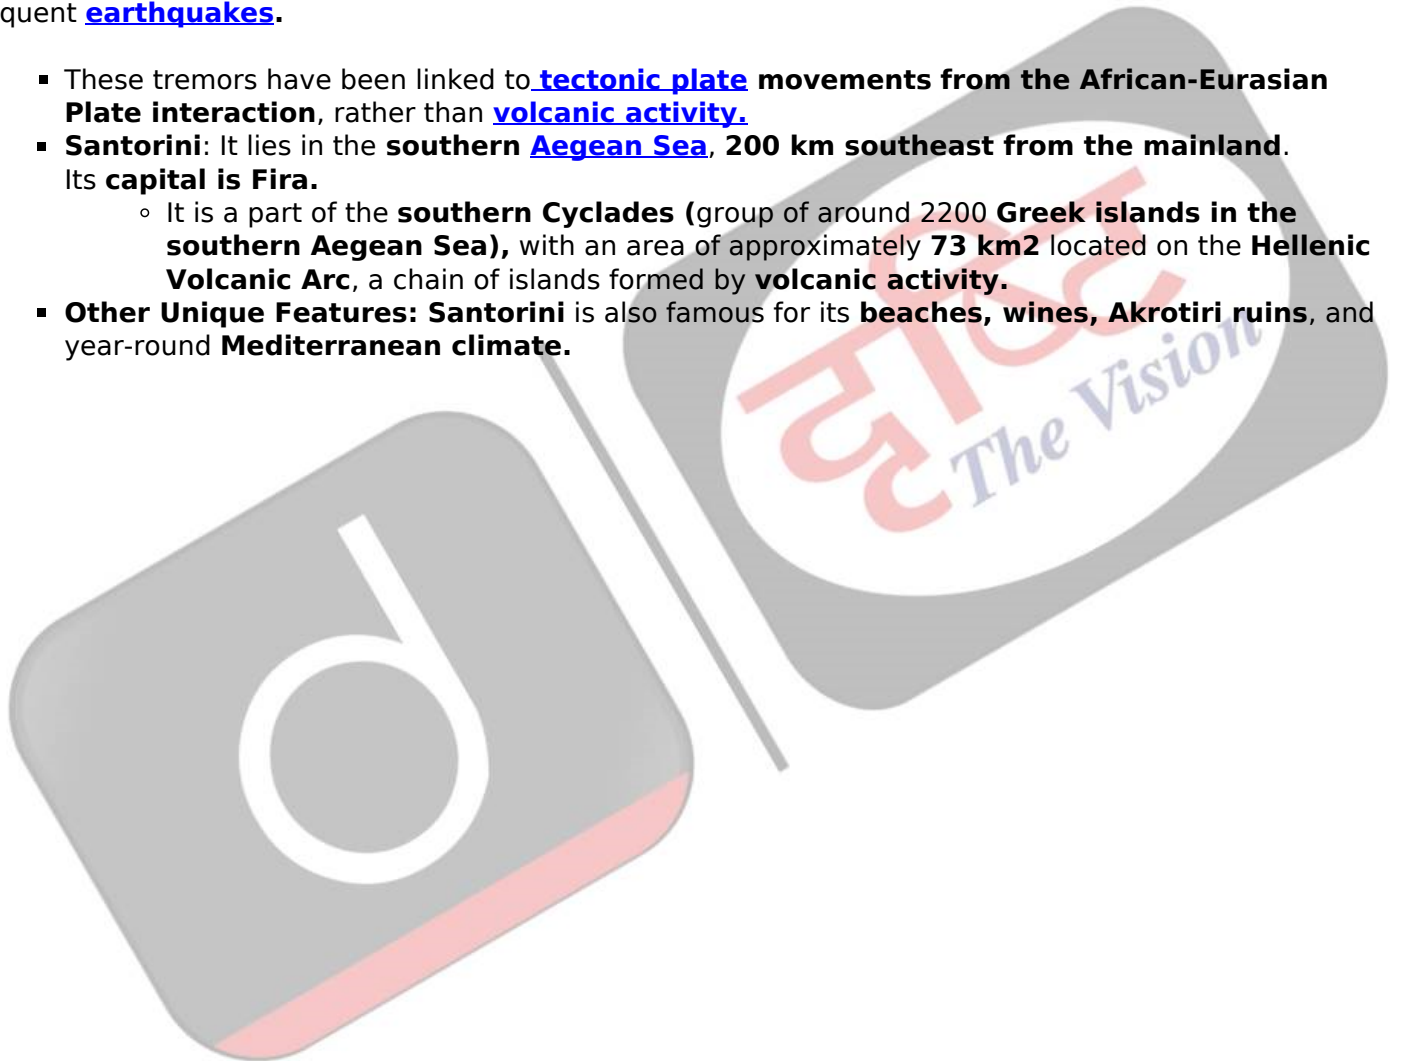 quent earthquakes.
▪ These tremors have been linked to tectonic plate movements from the African-Eurasian
Plate interaction, rather than volcanic activity.
▪ Santorini: It lies in the southern Aegean Sea, 200 km southeast from the mainland.
Its capital is Fira.
◦ It is a part of the southern Cyclades (group of around 2200 Greek islands in the
southern Aegean Sea), with an area of approximately 73 km2 located on the Hellenic
Volcanic Arc, a chain of islands formed by volcanic activity.
▪ Other Unique Features: Santorini is also famous for its beaches, wines, Akrotiri ruins, and
year-round Mediterranean climate.
दृष्टि
The Vision
d